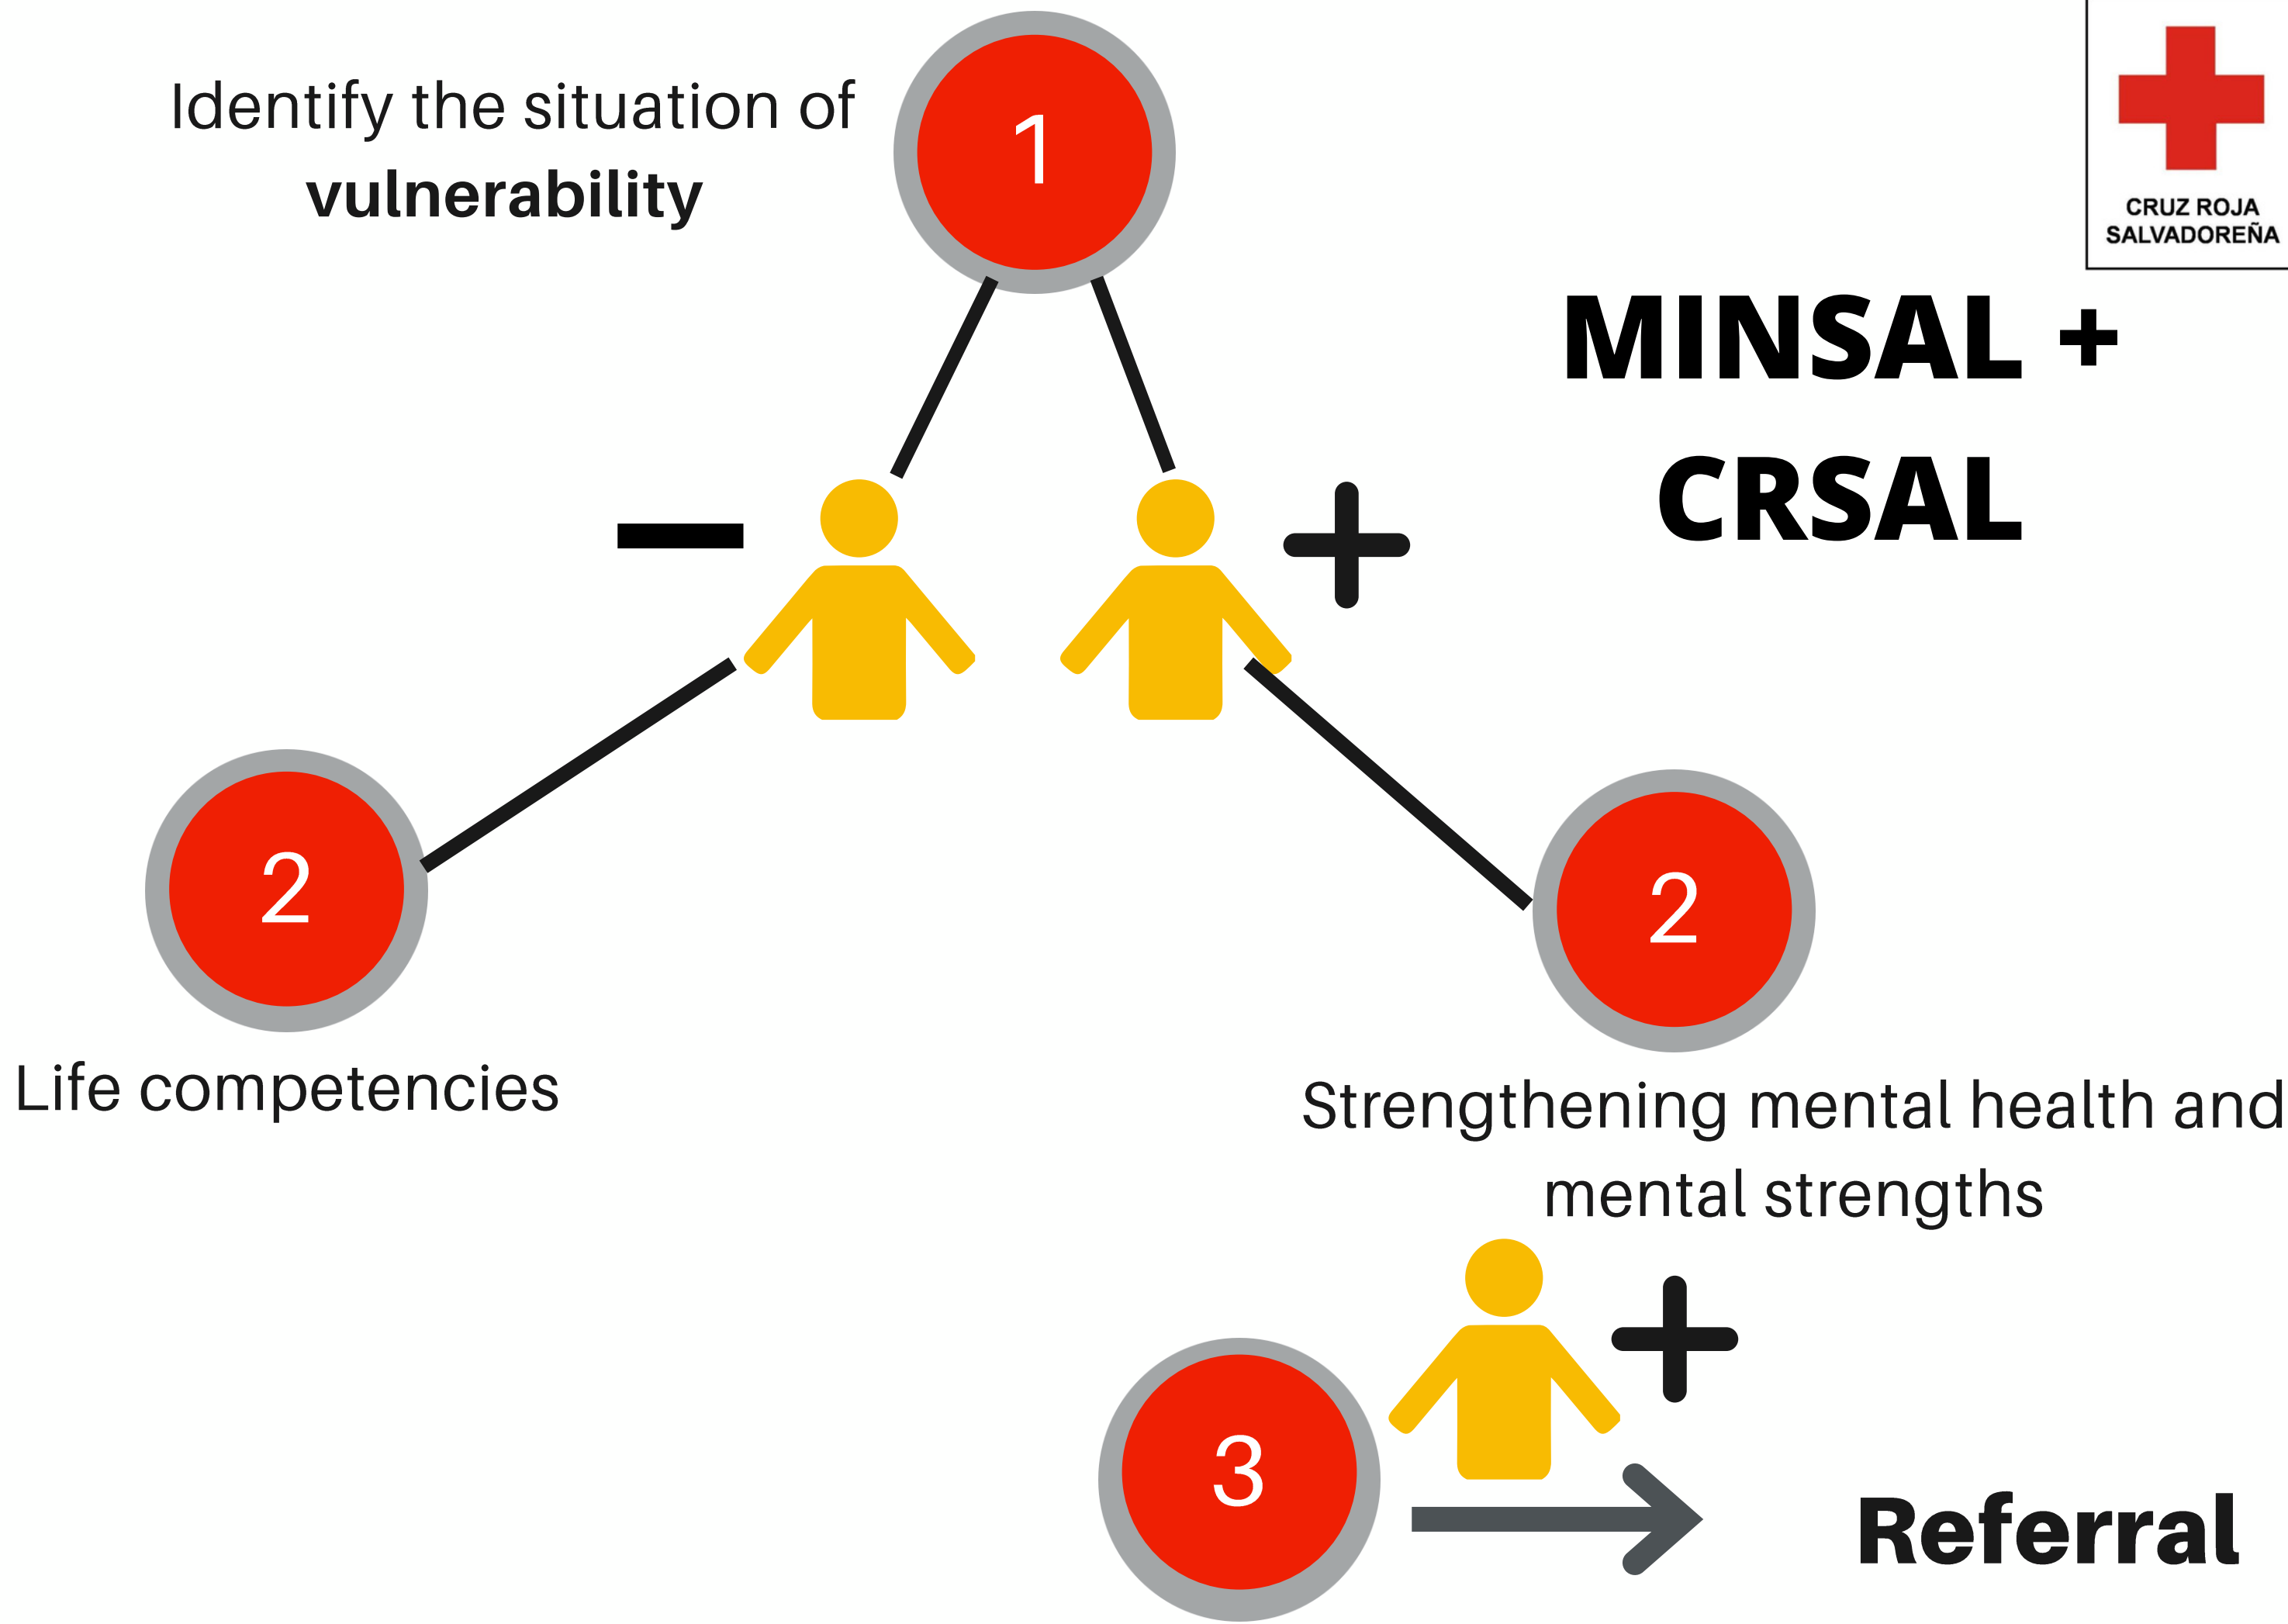 Identify the situation of
vulnerability
1
CRUZ ROJA
SALVADOREÑA
MINSAL +
CRSAL
2
Life competencies
2
Strengthening mental health and
mental strengths
3
Referral